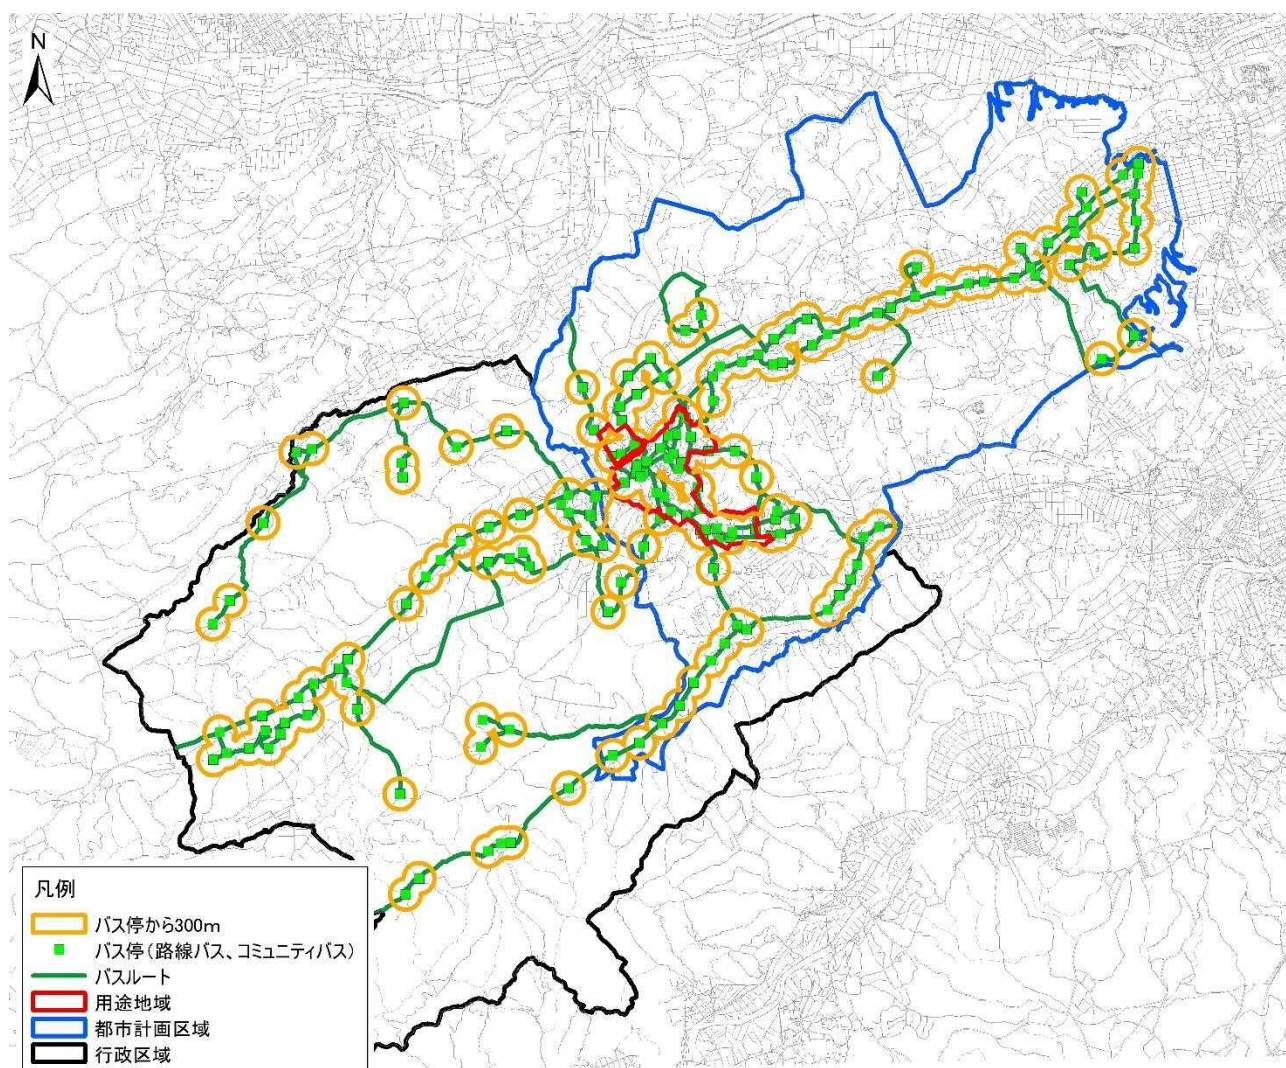 N
凡例
バス停から300m
バス停(路線バス、コミュニティバス)
バスルート
用途地域
都市計画区域
行政区域